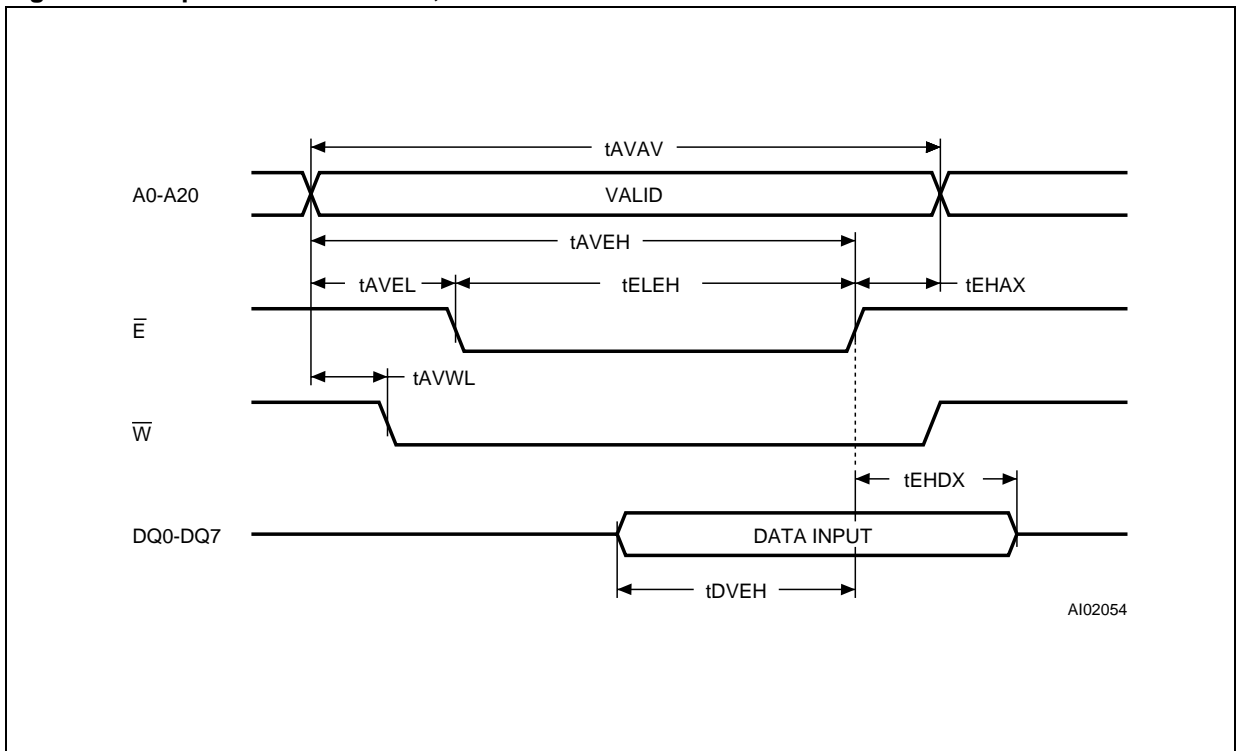 tAVAV
A0-A20
VALID
tAVEH
tAVEL
tELEH
tEHAX
E̅
tAVWL
W̅
tEHDX
DQ0-DQ7
DATA INPUT
tDVEH
AI02054